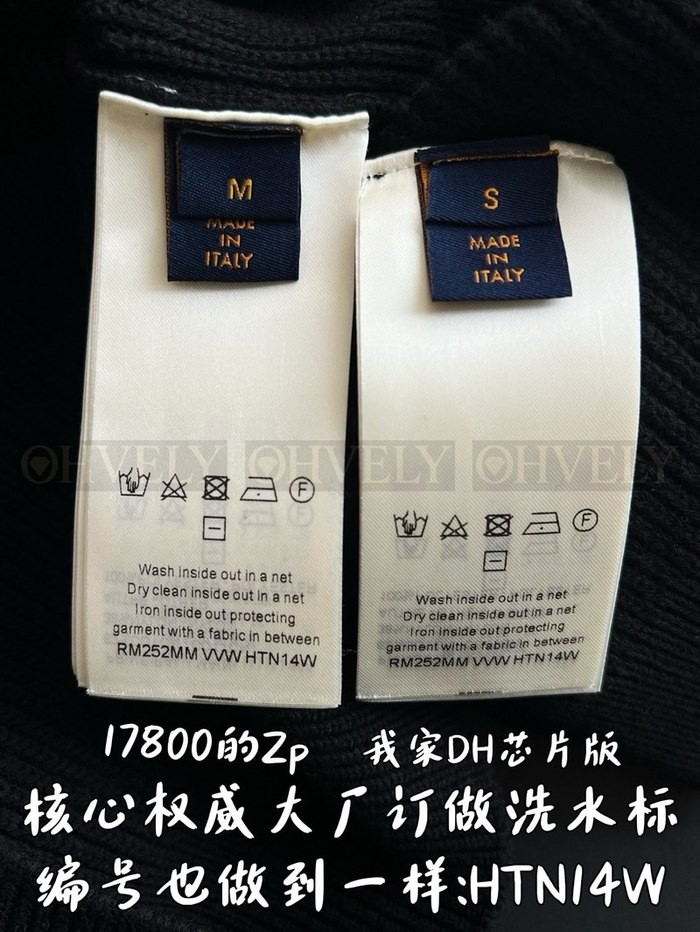 M
MADE
IN
ITALY
S
MADE
IN
ITALY
OHVELY OHVELY OHVELY
F
Wash inside out in a net
Dry clean inside out in a net
Iron inside out protecting
garment with a fabric in between
RM252MM VVW HTN14W
F
Wash inside out in a net
Dry clean inside out in a net
Iron inside out protecting
garment with a fabric in between
RM252MM VVW HTN14W
17800的Zp 我家DH芯片版
核心权威大厂订做洗水标
编号也做到一样:HTN14W